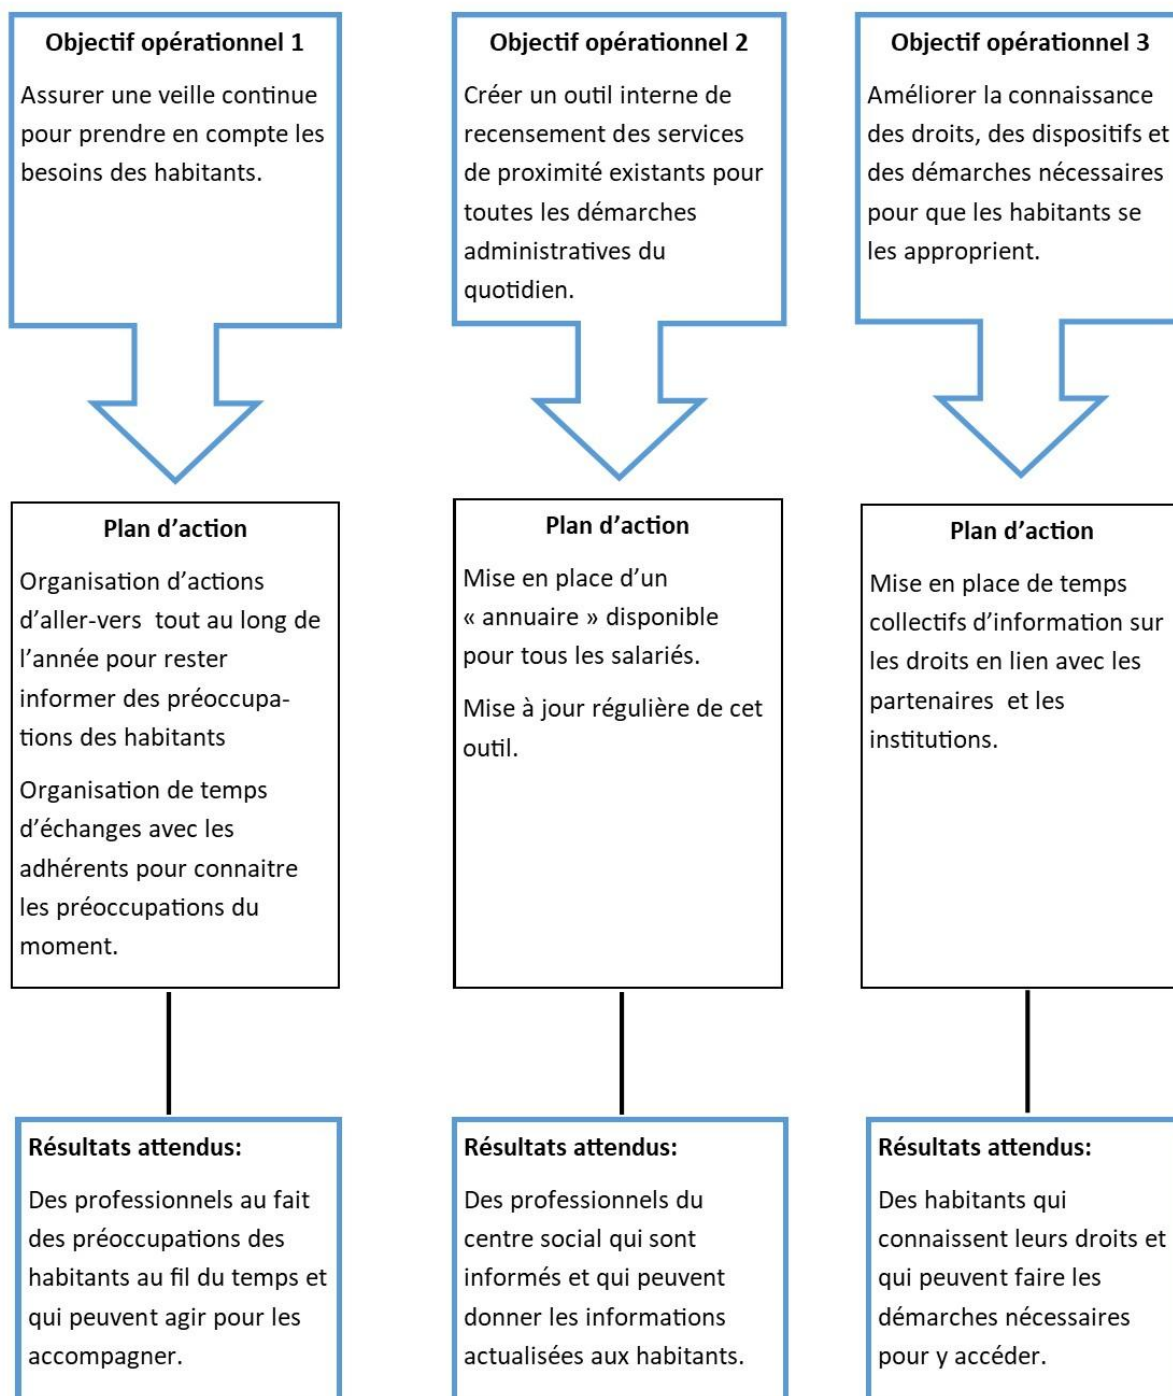 Objectif opérationnel 1
Assurer une veille continue
pour prendre en compte les
besoins des habitants.
Objectif opérationnel 2
Créer un outil interne de
recensement des services
de proximité existants pour
toutes les démarches
administratives du
quotidien.
Objectif opérationnel 3
Améliorer la connaissance
des droits, des dispositifs et
des démarches nécessaires
pour que les habitants se
les approprient.
Plan d’action
Organisation d’actions
d’aller-vers  tout au long de
l’année pour rester
informer des préoccupa-
tions des habitants
Organisation de temps
d’échanges avec les
adhérents pour connaitre
les préoccupations du
moment.
Plan d’action
Mise en place d’un
« annuaire » disponible
pour tous les salariés.
Mise à jour régulière de cet
outil.
Plan d’action
Mise en place de temps
collectifs d’information sur
les droits en lien avec les
partenaires  et les
institutions.
Résultats attendus:
Des professionnels au fait
des préoccupations des
habitants au fil du temps et
qui peuvent agir pour les
accompagner.
Résultats attendus:
Des professionnels du
centre social qui sont
informés et qui peuvent
donner les informations
actualisées aux habitants.
Résultats attendus:
Des habitants qui
connaissent leurs droits et
qui peuvent faire les
démarches nécessaires
pour y accéder.